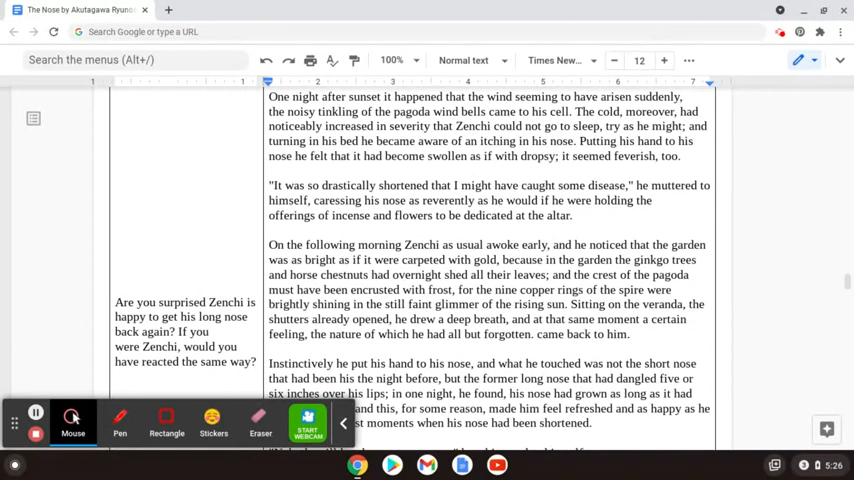 The Nose by Akutagawa Ryuno
Search Google or type a URL
Search the menus (Alt+/)
100%
Normal text
Times New...
12
1
1
2
3
4
5
6
7
One night after sunset it happened that the wind seeming to have arisen suddenly,
the noisy tinkling of the pagoda wind bells came to his cell. The cold, moreover, had
noticeably increased in severity that Zenchi could not go to sleep, try as he might; and
turning in his bed he became aware of an itching in his nose. Putting his hand to his
nose he felt that it had become swollen as if with dropsy; it seemed feverish, too.
"It was so drastically shortened that I might have caught some disease," he muttered to
himself, caressing his nose as reverently as he would if he were holding the
offerings of incense and flowers to be dedicated at the altar.
On the following morning Zenchi as usual awoke early, and he noticed that the garden
was as bright as if it were carpeted with gold, because in the garden the ginkgo trees
and horse chestnuts had overnight shed all their leaves; and the crest of the pagoda
must have been encrusted with frost, for the nine copper rings of the spire were
brightly shining in the still faint glimmer of the rising sun. Sitting on the veranda, the
shutters already opened, he drew a deep breath, and at that same moment a certain
feeling, the nature of which he had all but forgotten. came back to him.
Instinctively he put his hand to his nose, and what he touched was not the short nose
that had been his the night before, but the former long nose that had dangled five or
six inches over his lips; in one night, he found, his nose had grown as long as it had
and this, for some reason, made him feel refreshed and as happy as he
st moments when his nose had been shortened.
Are you surprised Zenchi is
happy to get his long nose
back again? If you
were Zenchi, would you
have reacted the same way?
Mouse
Pen
Rectangle
Stickers
Eraser
START
WEBCAM
3
5:26